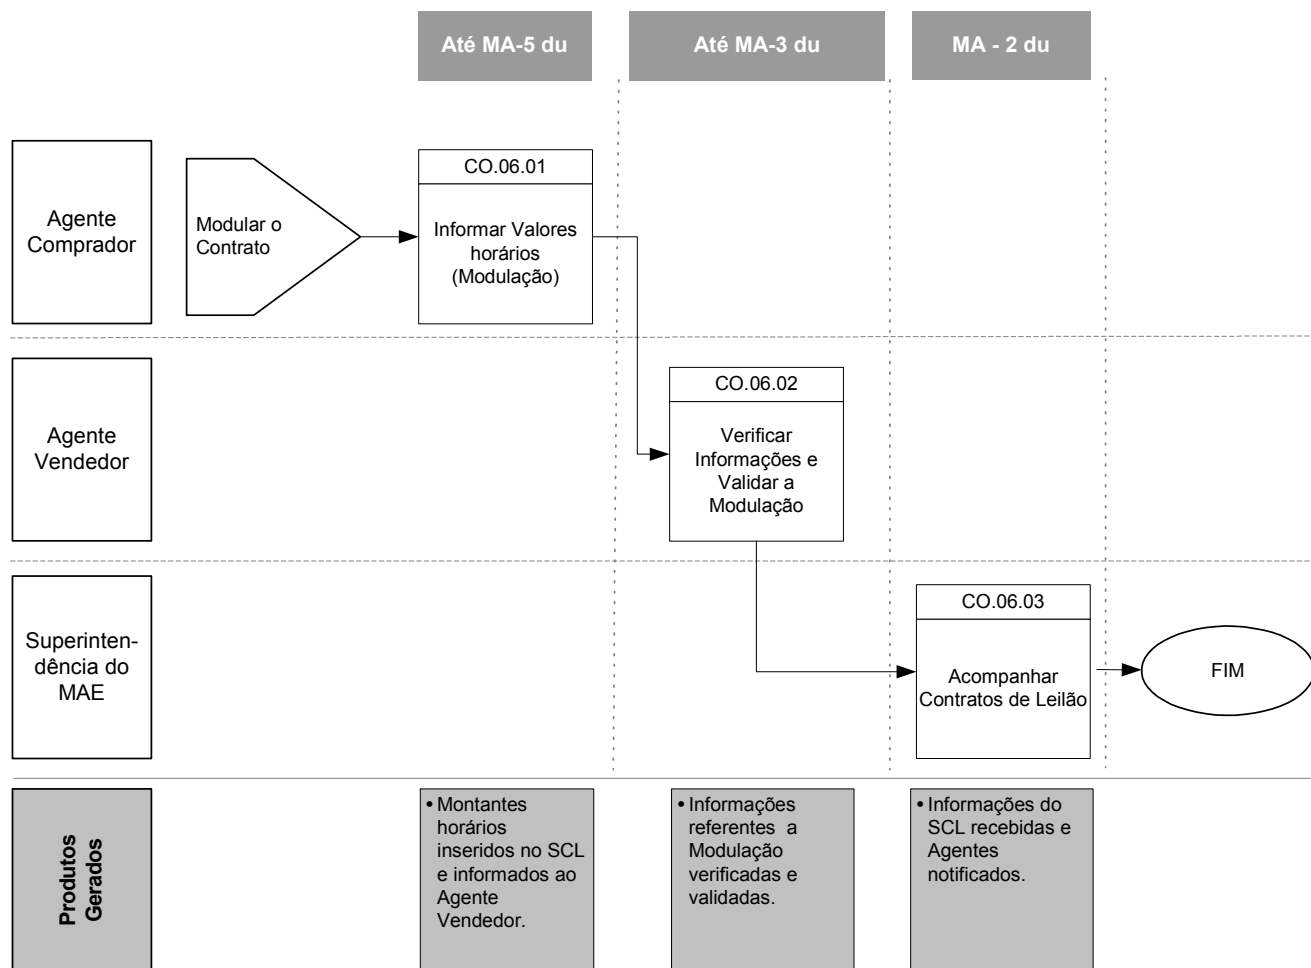 Até MA-5 du
Até MA-3 du
MA - 2 du
Agente
Comprador
Modular o
Contrato
CO.06.01
Informar Valores
horários
(Modulação)
Agente
Vendedor
CO.06.02
Verificar
Informações e
Validar a
Modulação
Superinten-
dência do
MAE
CO.06.03
Acompanhar
Contratos de Leilão
FIM
Produtos
Gerados
• Montantes
horários
inseridos no SCL
e informados ao
Agente
Vendedor.
• Informações
referentes a
Modulação
verificadas e
validadas.
• Informações do
SCL recebidas e
Agentes
notificados.